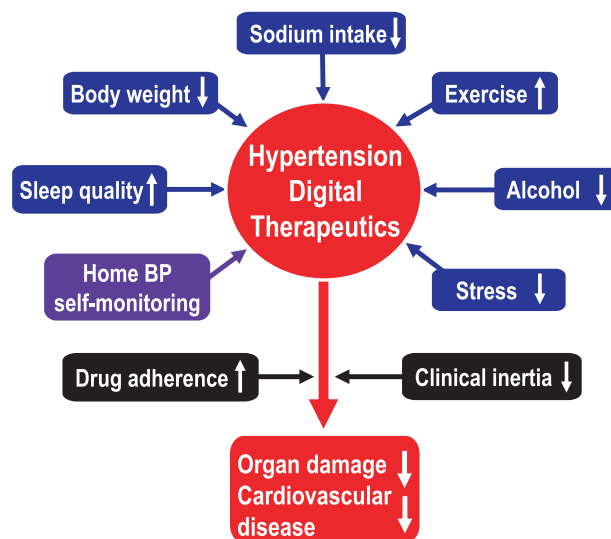 Sodium intake ↓
Body weight ↓
Exercise ↑
Hypertension
Digital
Therapeutics
Sleep quality ↑
Alcohol ↓
Home BP
self-monitoring
Stress ↓
Drug adherence ↑
Clinical inertia ↓
Organ damage ↓
Cardiovascular
disease ↓